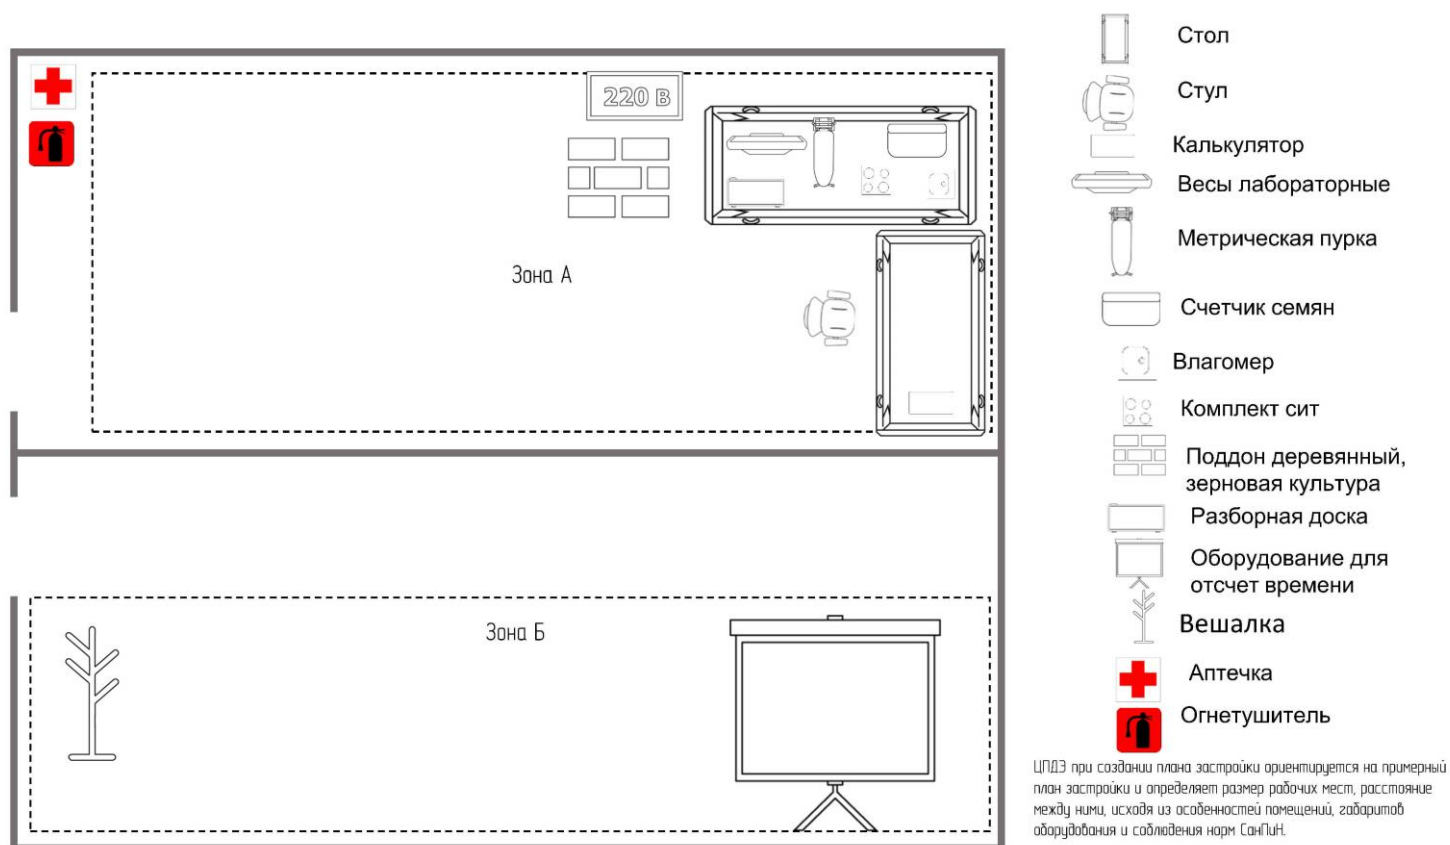 220 В
Зона А
Зона Б
Стол
Стул
Калькулятор
Весы лабораторные
Метрическая пурка
Счетчик семян
Влагомер
Комплект сит
Поддон деревянный,
зерновая культура
Разборная доска
Оборудование для
отсчет времени
Вешалка
Аптечка
Огнетушитель
ЦПДЭ при создании плана застройки ориентируется на примерный
план застройки и определяет размер рабочих мест, расстояние
между ними, исходя из особенностей помещений, габаритов
оборудования и соблюдения норм СанПиН.